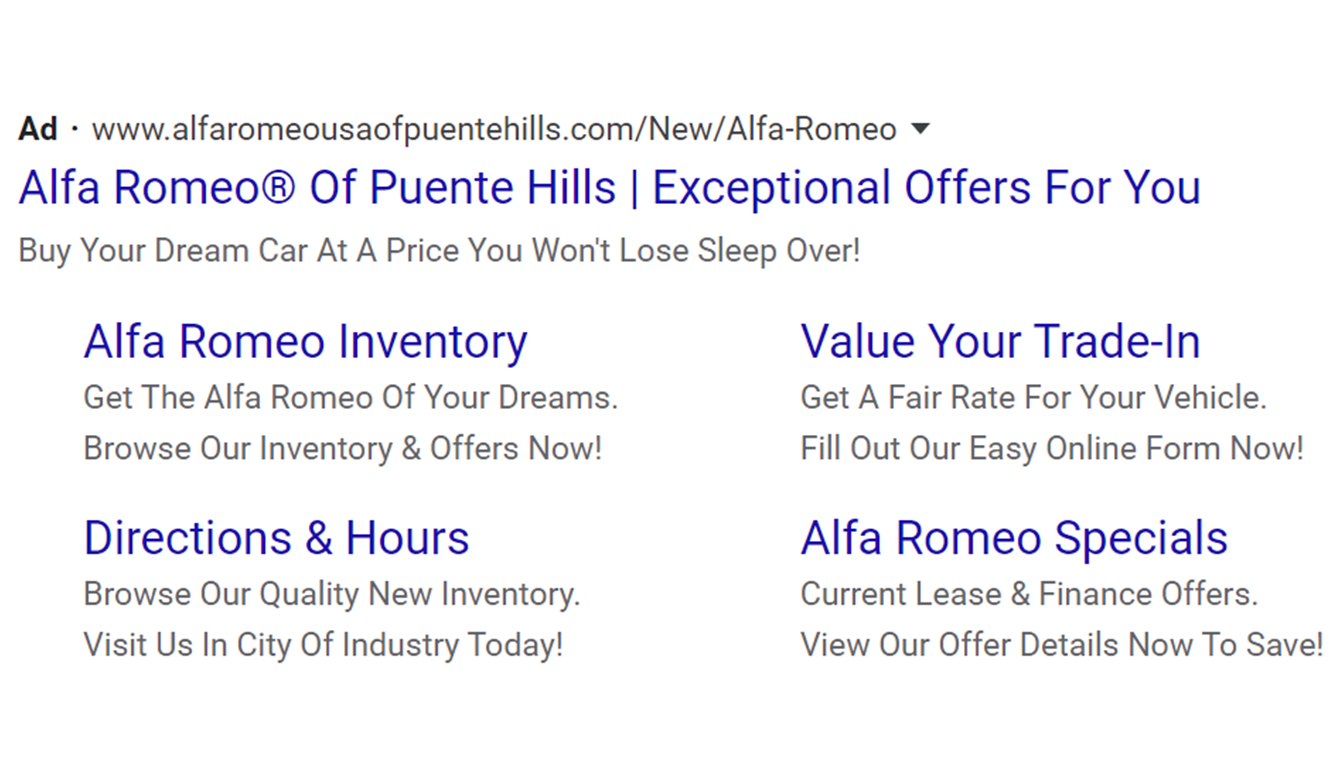 Ad · www.alfaromeousaofpuentehills.com/New/Alfa-Romeo
Alfa Romeo® Of Puente Hills | Exceptional Offers For You
Buy Your Dream Car At A Price You Won't Lose Sleep Over!
Alfa Romeo Inventory
Get The Alfa Romeo Of Your Dreams.
Browse Our Inventory & Offers Now!
Value Your Trade-In
Get A Fair Rate For Your Vehicle.
Fill Out Our Easy Online Form Now!
Directions & Hours
Browse Our Quality New Inventory.
Visit Us In City Of Industry Today!
Alfa Romeo Specials
Current Lease & Finance Offers.
View Our Offer Details Now To Save!